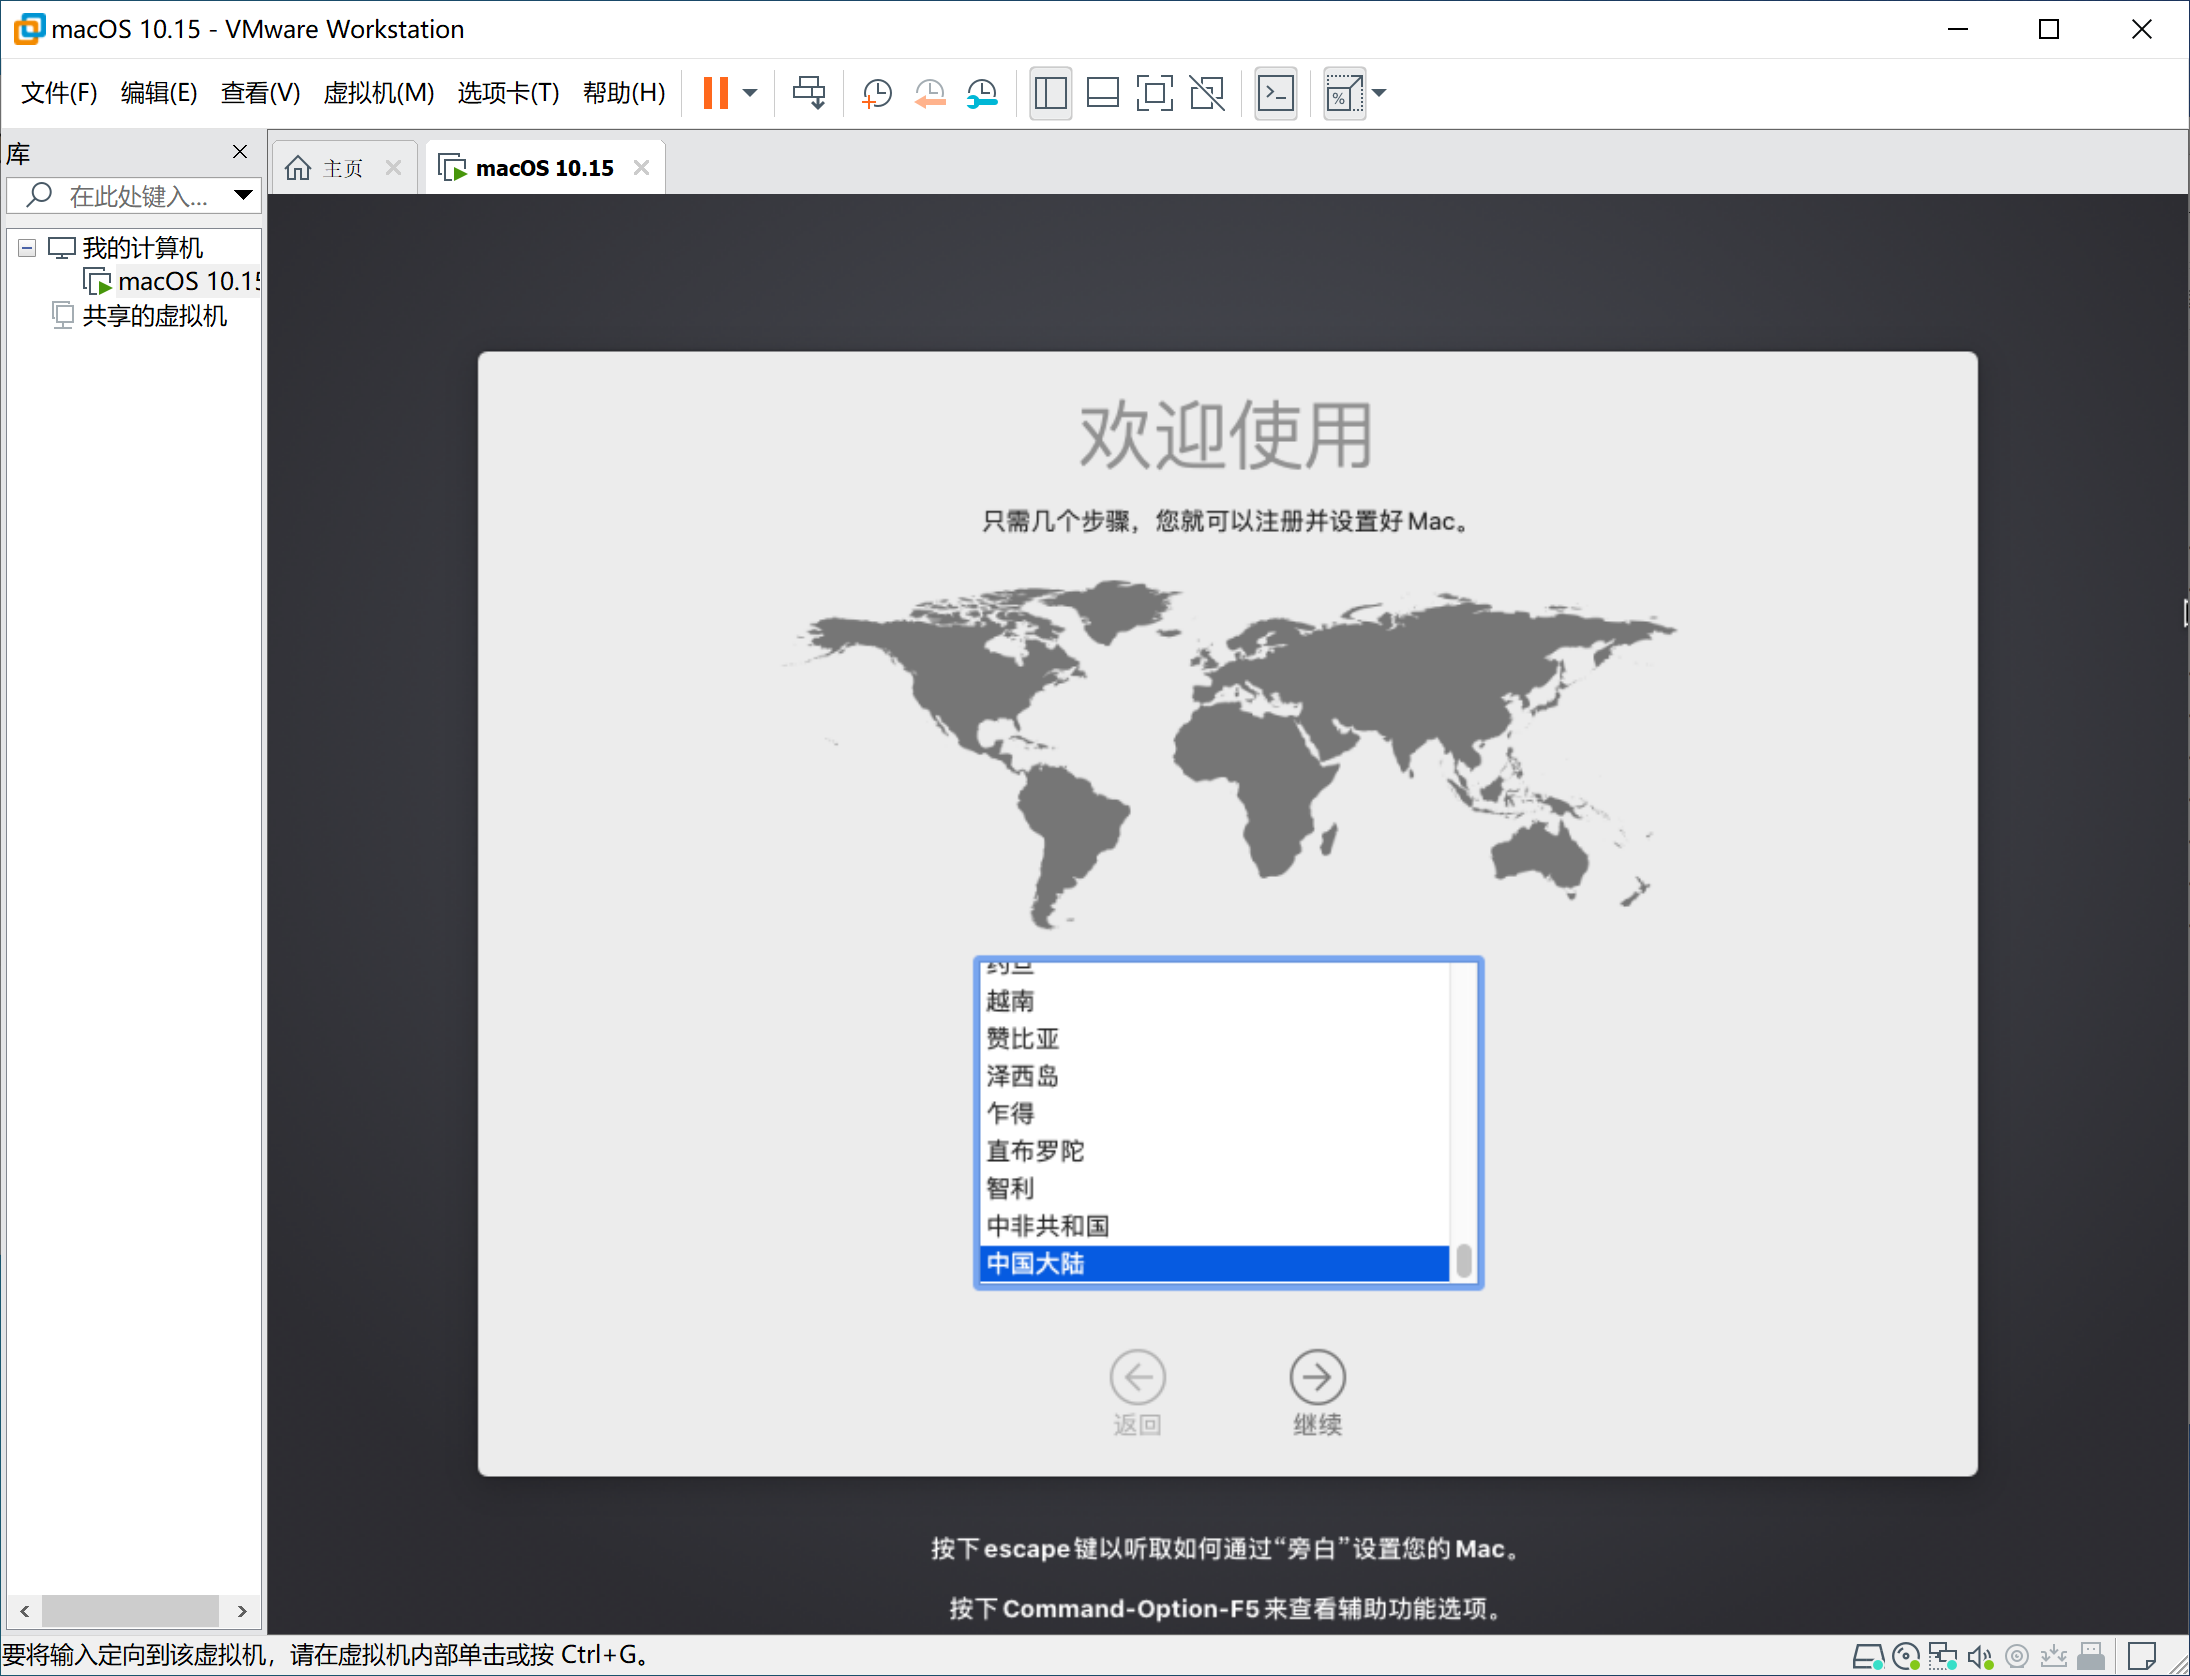 macOS 10.15 - VMware Workstation
文件(F) 编辑(E) 查看(V) 虚拟机(M) 选项卡(T) 帮助(H)
库
主页
macOS 10.15
在此处键入...
我的计算机
macOS 10.15
共享的虚拟机
欢迎使用
只需几个步骤，您就可以注册并设置好 Mac。
约旦
越南
赞比亚
泽西岛
乍得
直布罗陀
智利
中非共和国
中国大陆
返回
继续
按下 escape 键以听取如何通过“旁白”设置您的 Mac。
按下 Command-Option-F5 来查看辅助功能选项。
要将输入定向到该虚拟机，请在虚拟机内部单击或按 Ctrl+G。